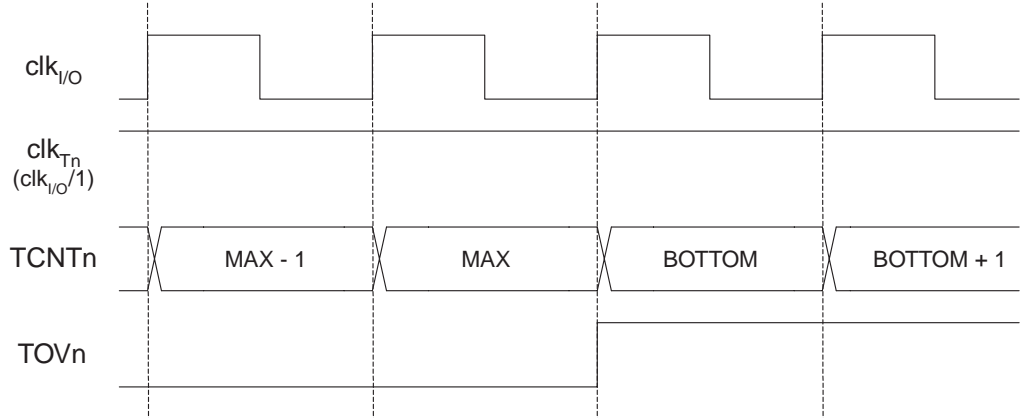 clk_I/O
clk_Tn
(clk_I/O/1)
TCNTn MAX - 1 MAX BOTTOM BOTTOM + 1
TOVn